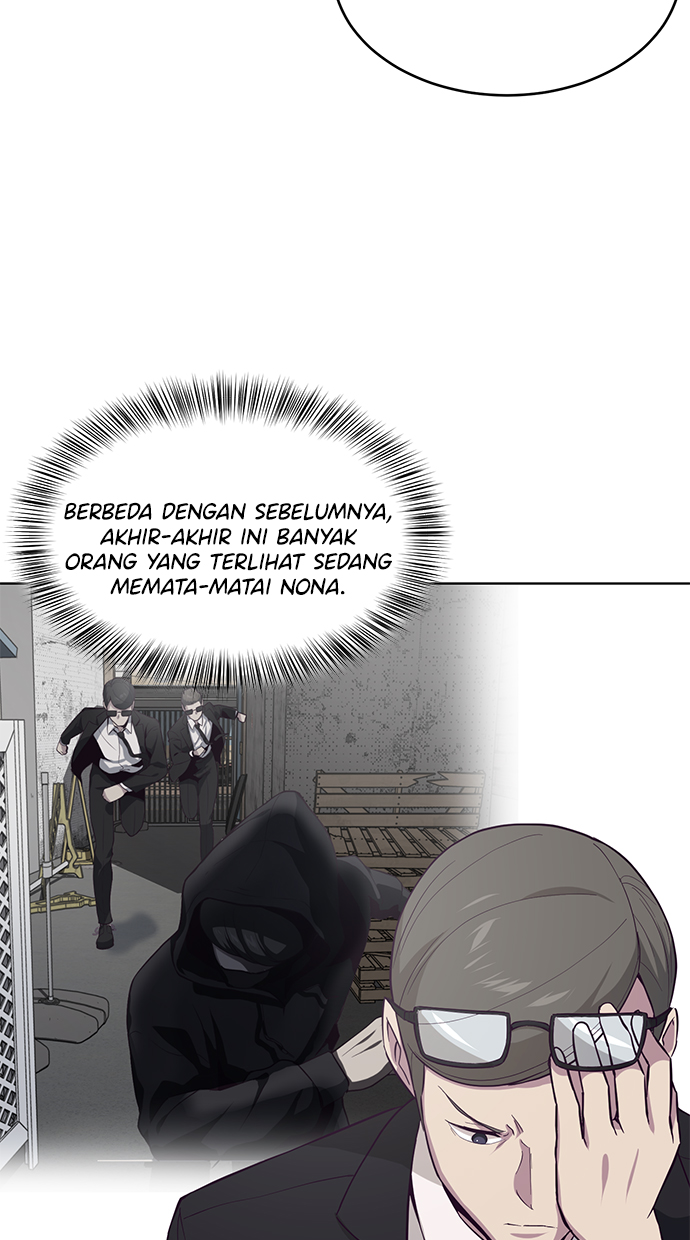 BERBEDA DENGAN SEBELUMNYA,
AKHIR-AKHIR INI BANYAK
ORANG YANG TERLIHAT SEDANG
MEMATA-MATAI NONA.